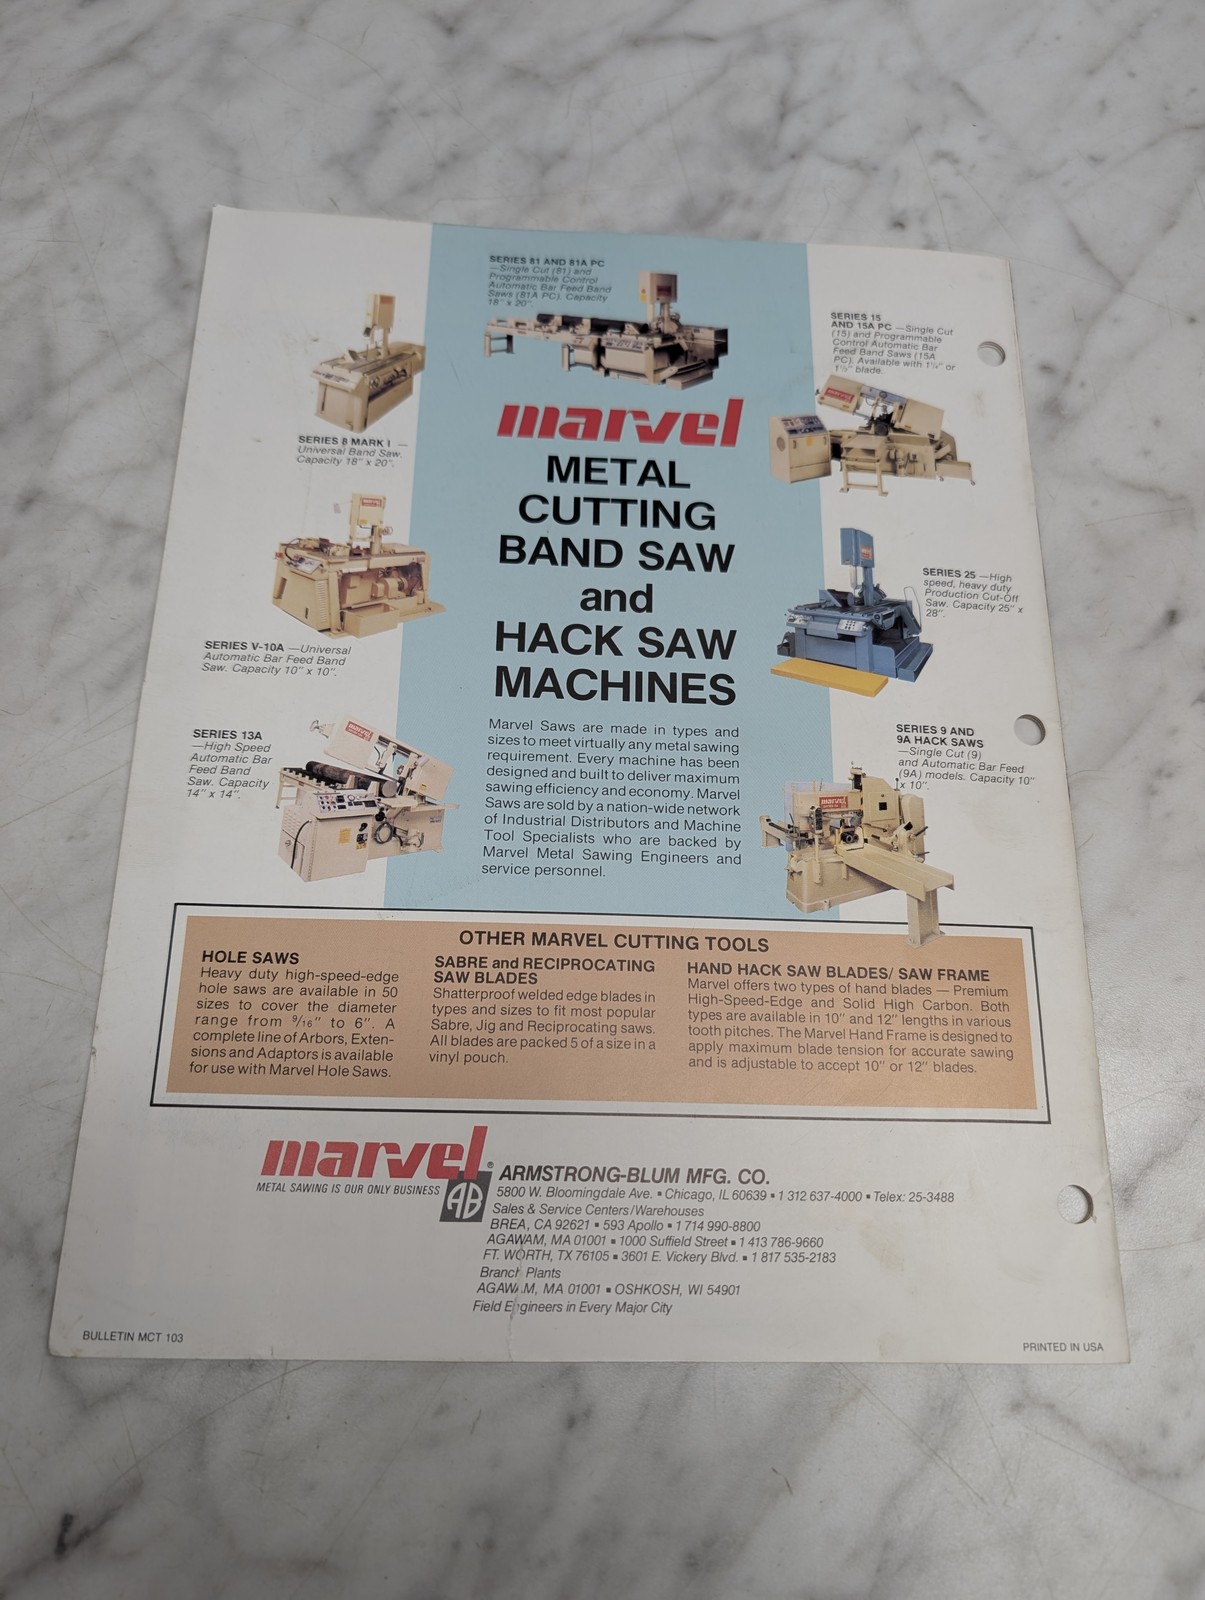 SERIES 81 AND 81A PC
—Single Cut (81) and
Programmable Control
Automatic Bar Feed Band
Saws (81A PC). Capacity
18" x 20".
SERIES 15
AND 15A PC —Single Cut
(15) and Programmable
Control Automatic Bar
Feed Band Saws (15A
PC). Available with 1¼" or
1½" blade.
SERIES 8 MARK I —
Universal Band Saw.
Capacity 18" x 20".
marvel
METAL
CUTTING
BAND SAW
and
HACK SAW
MACHINES
SERIES 25 —High
speed, heavy duty
Production Cut-Off
Saw. Capacity 25" x
28".
SERIES V-10A —Universal
Automatic Bar Feed Band
Saw. Capacity 10" x 10".
SERIES 13A
—High Speed
Automatic Bar
Feed Band
Saw. Capacity
14" x 14".
marvel
SERIES 9 AND
9A HACK SAWS
—Single Cut (9)
and Automatic Bar Feed
(9A) models. Capacity 10"
x 10".
marvel
Marvel Saws are made in types and
sizes to meet virtually any metal sawing
requirement. Every machine has been
designed and built to deliver maximum
sawing efficiency and economy. Marvel
Saws are sold by a nation-wide network
of Industrial Distributors and Machine
Tool Specialists who are backed by
Marvel Metal Sawing Engineers and
service personnel.
OTHER MARVEL CUTTING TOOLS
HOLE SAWS
Heavy duty high-speed-edge
hole saws are available in 50
sizes to cover the diameter
range from 9/16" to 6". A
complete line of Arbors, Exten-
sions and Adaptors is available
for use with Marvel Hole Saws.
SABRE and RECIPROCATING
SAW BLADES
Shatterproof welded edge blades in
types and sizes to fit most popular
Sabre, Jig and Reciprocating saws.
All blades are packed 5 of a size in a
vinyl pouch.
HAND HACK SAW BLADES/ SAW FRAME
Marvel offers two types of hand blades — Premium
High-Speed-Edge and Solid High Carbon. Both
types are available in 10" and 12" lengths in various
tooth pitches. The Marvel Hand Frame is designed to
apply maximum blade tension for accurate sawing
and is adjustable to accept 10" or 12" blades.
marvel®
METAL SAWING IS OUR ONLY BUSINESS
AB
ARMSTRONG-BLUM MFG. CO.
5800 W. Bloomingdale Ave. ▪ Chicago, IL 60639 ▪ 1 312 637-4000 ▪ Telex: 25-3488
Sales & Service Centers/Warehouses
BREA, CA 92621 ▪ 593 Apollo ▪ 1 714 990-8800
AGAWAM, MA 01001 ▪ 1000 Suffield Street ▪ 1 413 786-9660
FT. WORTH, TX 76105 ▪ 3601 E. Vickery Blvd. ▪ 1 817 535-2183
Branch Plants
AGAWAM, MA 01001 ▪ OSHKOSH, WI 54901
Field Engineers in Every Major City
BULLETIN MCT 103
PRINTED IN USA